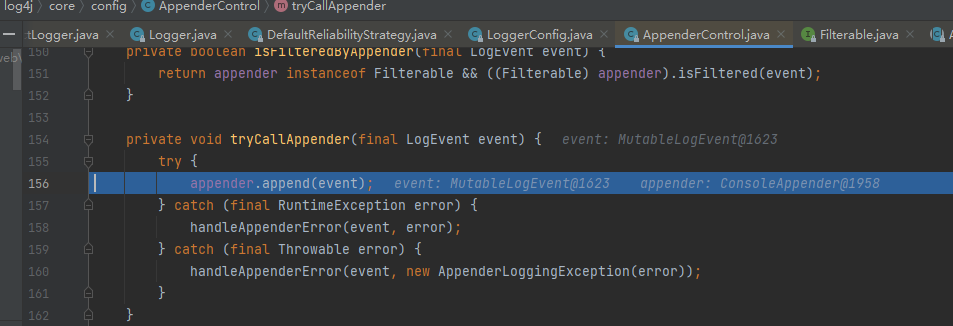 log4j › core › config › AppenderControl › tryCallAppender
tLogger.java × Logger.java × DefaultReliabilityStrategy.java × LoggerConfig.java × AppenderControl.java × Filterable.java × A
150 private boolean isFilteredByAppender(final LogEvent event) {
151 return appender instanceof Filterable && ((Filterable) appender).isFiltered(event);
152 }
153
154 private void tryCallAppender(final LogEvent event) { event: MutableLogEvent@1623
155 try {
156 appender.append(event); event: MutableLogEvent@1623 appender: ConsoleAppender@1958
157 } catch (final RuntimeException error) {
158 handleAppenderError(event, error);
159 } catch (final Throwable error) {
160 handleAppenderError(event, new AppenderLoggingException(error));
161 }
162 }